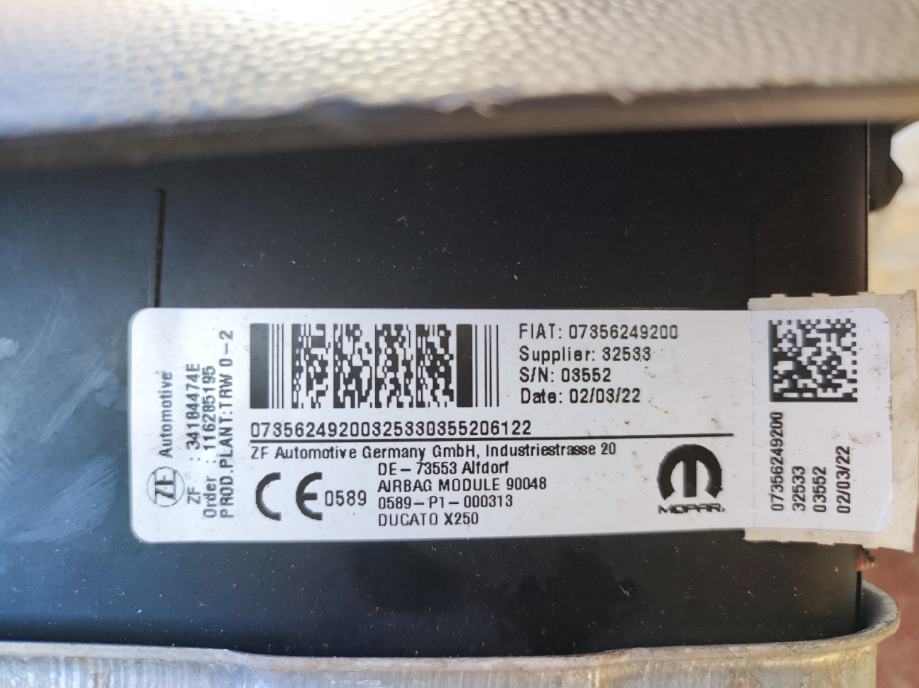 ZF Automotive
ZF : 34184474E
Order : 116285195
PROD.PLANT:TRW 0-2
FIAT: 07356249200
Supplier: 32533
S/N: 03552
Date: 02/03/22
07356249200325330355206122
ZF Automotive Germany GmbH, Industriestrasse 20
DE-73553 Alfdorf
AIRBAG MODULE 90048
CE 0589 0589-P1-000313
DUCATO X250
MOPAR.
07356249200
32533
03552
02/03/22